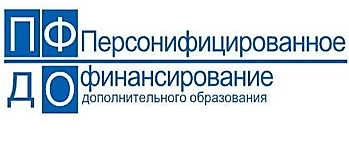 ПФ Персонифицированное
ДО финансирование
дополнительного образования